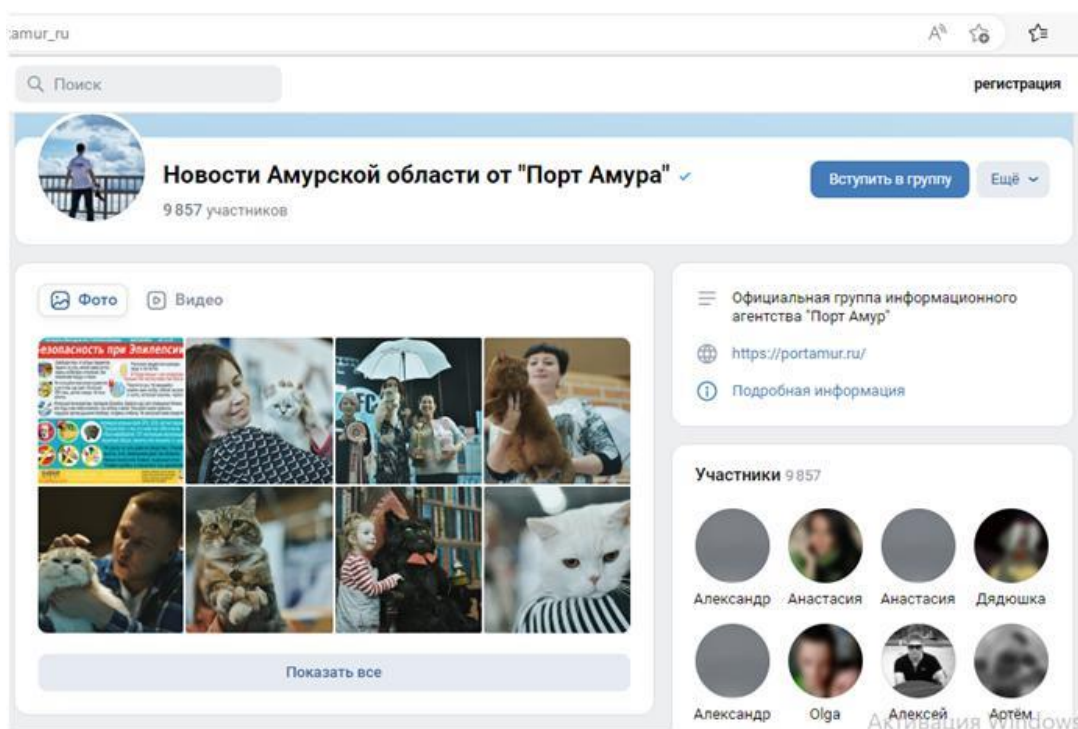 amur_ru
Поиск
регистрация
Новости Амурской области от "Порт Амура"
9 857 участников
Вступить в группу
Ещё
Фото
Видео
Официальная группа информационного
агентства "Порт Амур"
https://portamur.ru/
Подробная информация
езопасность при Эпилепсии
Показать все
Участники 9 857
Александр
Анастасия
Анастасия
Дядюшка
Александр
Olga
Алексей
Артём
Активация Windows